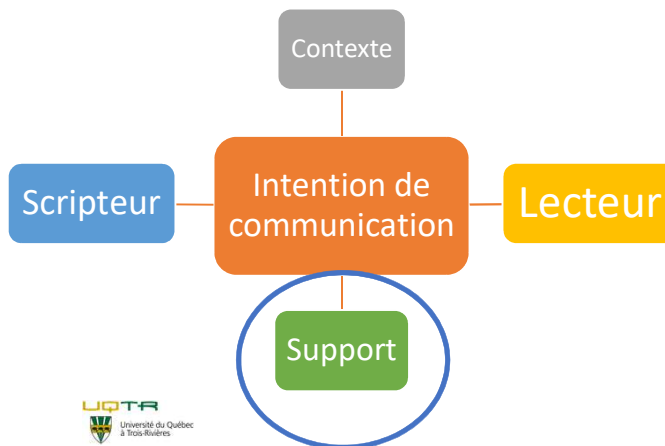 Contexte
Scripteur
Intention de
communication
Lecteur
Support
UQTR
Université du Québec
à Trois-Rivières